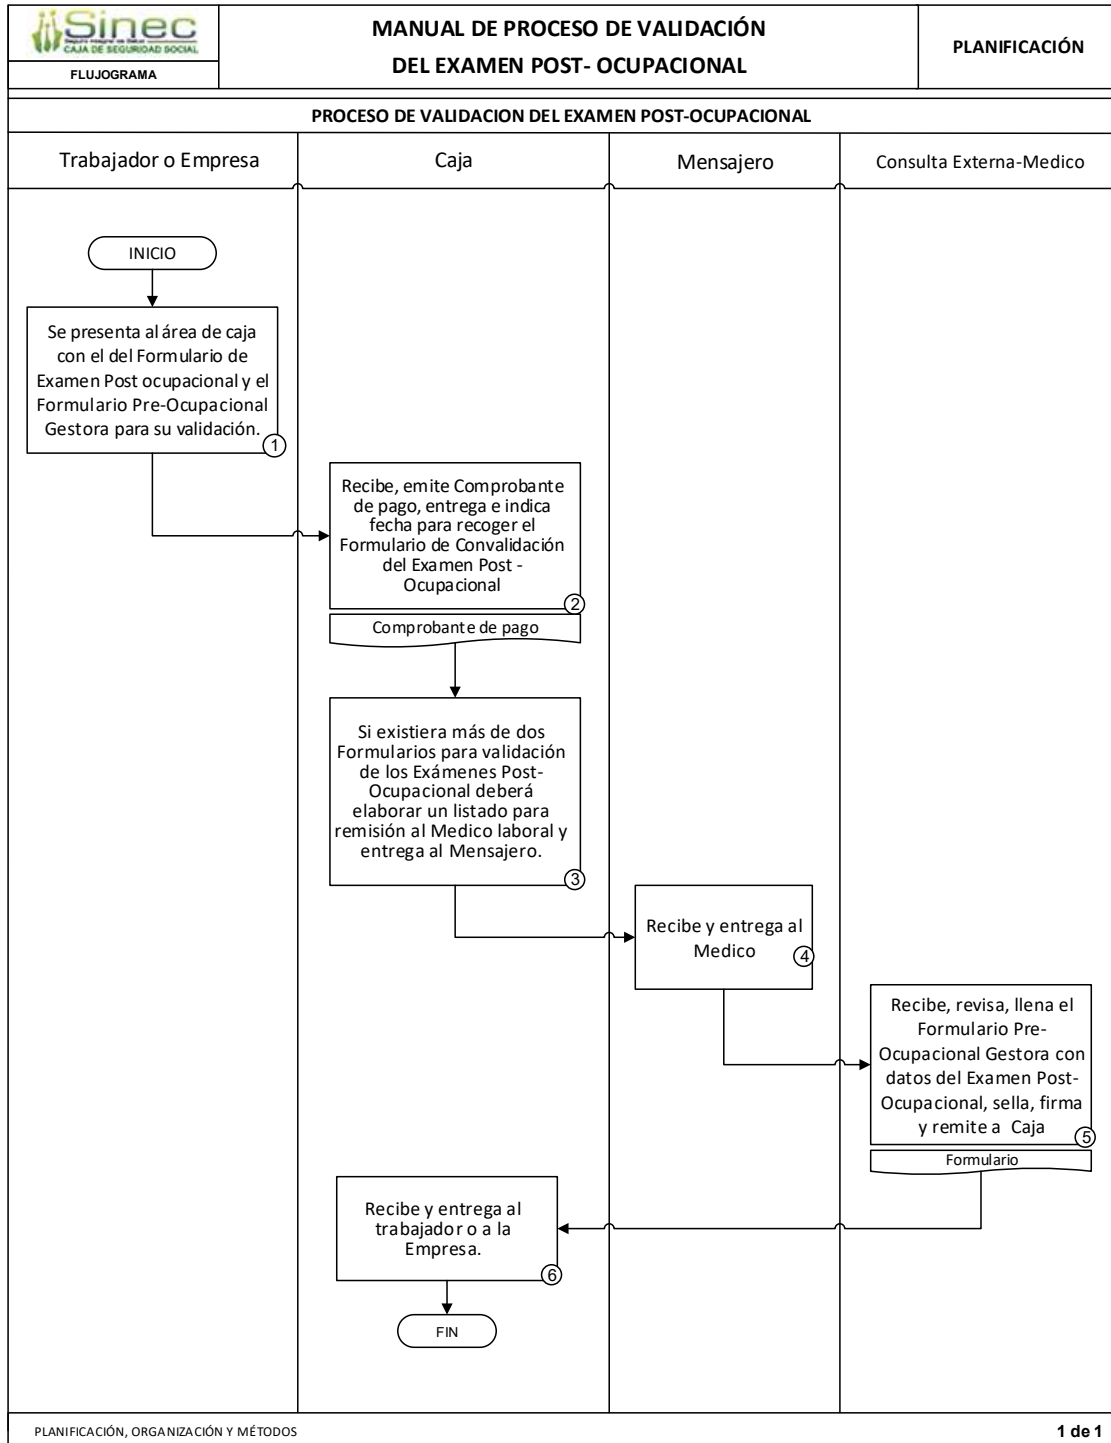 Sinec
Seguro Integral de Salud
CAJA DE SEGURIDAD SOCIAL
FLUJOGRAMA
MANUAL DE PROCESO DE VALIDACIÓN
DEL EXAMEN POST- OCUPACIONAL
PLANIFICACIÓN
PROCESO DE VALIDACION DEL EXAMEN POST-OCUPACIONAL
Trabajador o Empresa
Caja
Mensajero
Consulta Externa-Medico
INICIO
Se presenta al área de caja
con el del Formulario de
Examen Post ocupacional y el
Formulario Pre-Ocupacional
Gestora para su validación.
1
Recibe, emite Comprobante
de pago, entrega e indica
fecha para recoger el
Formulario de Convalidación
del Examen Post -
Ocupacional
2
Comprobante de pago
Si existiera más de dos
Formularios para validación
de los Exámenes Post-
Ocupacional deberá
elaborar un listado para
remisión al Medico laboral y
entrega al Mensajero.
3
Recibe y entrega al
Medico
4
Recibe, revisa, llena el
Formulario Pre-
Ocupacional Gestora con
datos del Examen Post-
Ocupacional, sella, firma
y remite a Caja
5
Formulario
Recibe y entrega al
trabajador o a la
Empresa.
6
FIN
PLANIFICACIÓN, ORGANIZACIÓN Y MÉTODOS
1 de 1